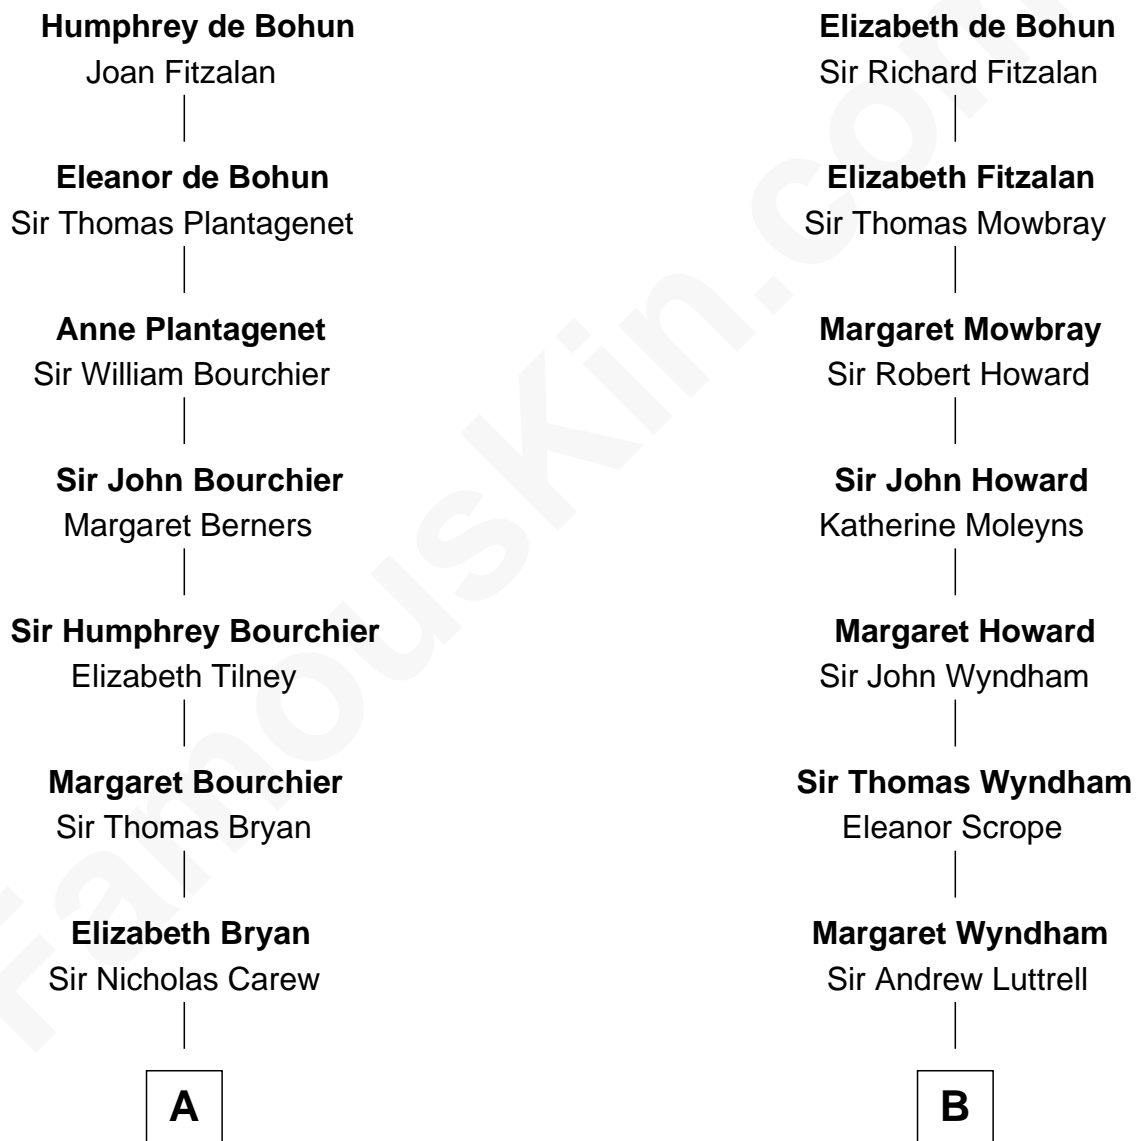 Humphrey de Bohun
Joan Fitzalan
Eleanor de Bohun
Sir Thomas Plantagenet
Anne Plantagenet
Sir William Bourchier
Sir John Bourchier
Margaret Berners
Sir Humphrey Bourchier
Elizabeth Tilney
Margaret Bourchier
Sir Thomas Bryan
Elizabeth Bryan
Sir Nicholas Carew
A
Elizabeth de Bohun
Sir Richard Fitzalan
Elizabeth Fitzalan
Sir Thomas Mowbray
Margaret Mowbray
Sir Robert Howard
Sir John Howard
Katherine Moleyns
Margaret Howard
Sir John Wyndham
Sir Thomas Wyndham
Eleanor Scrope
Margaret Wyndham
Sir Andrew Luttrell
B
FamousKin.com